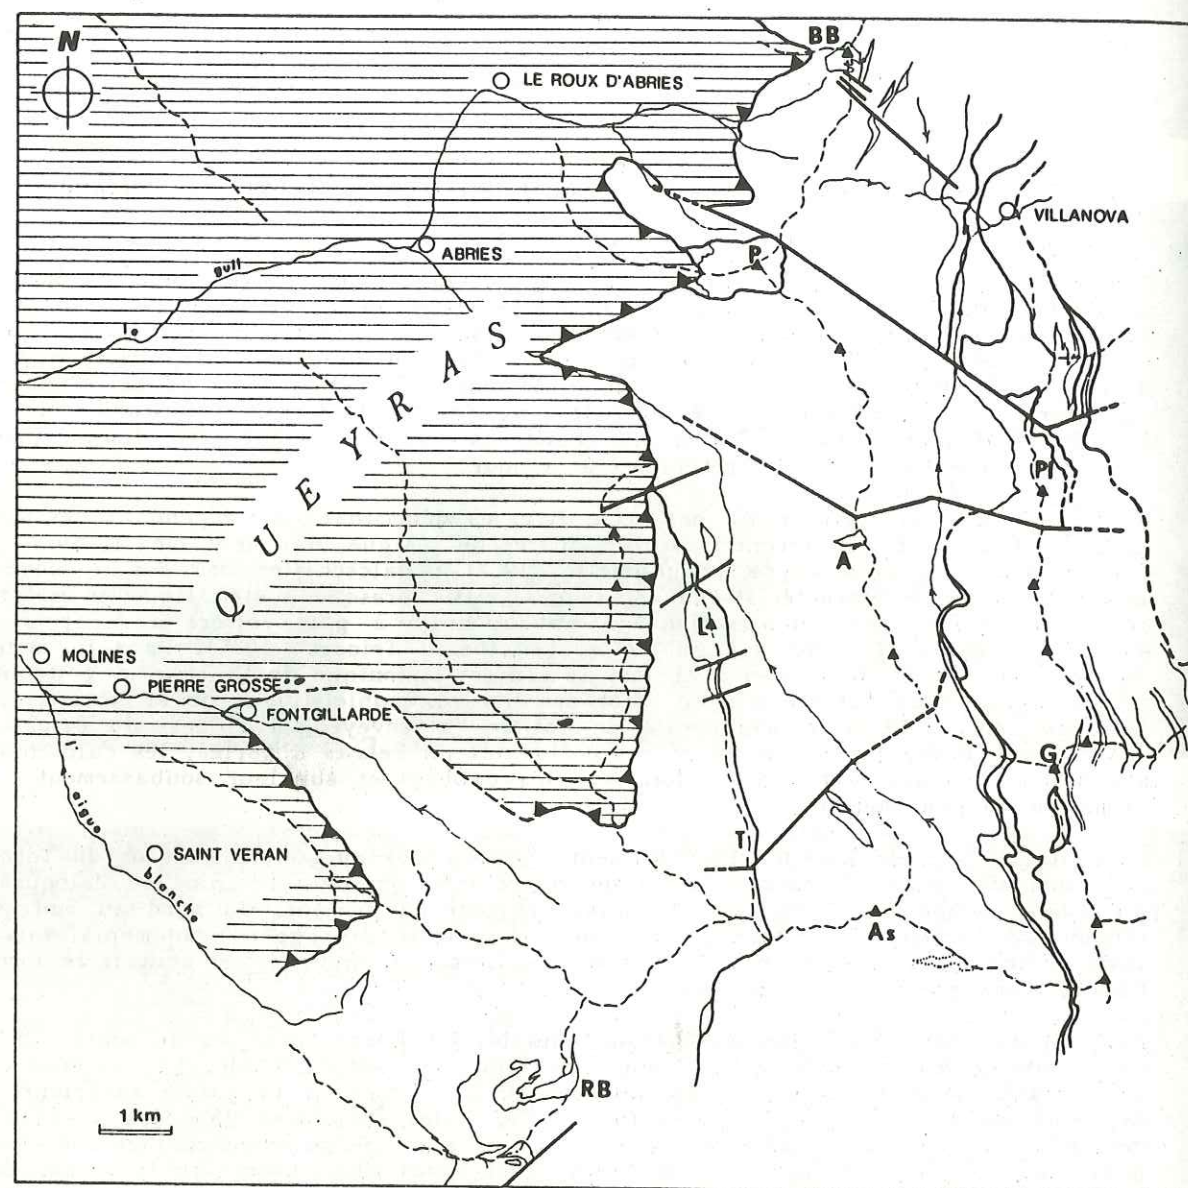 N
BB
LE ROUX D'ABRIES
VILLANOVA
ABRIES
P
guil
le
QUEYRAS
Pl
A
L
MOLINES
PIERRE GROSSE
FONTGILLARDE
G
T
SAINT VERAN
aigue
blanche
As
RB
1 km